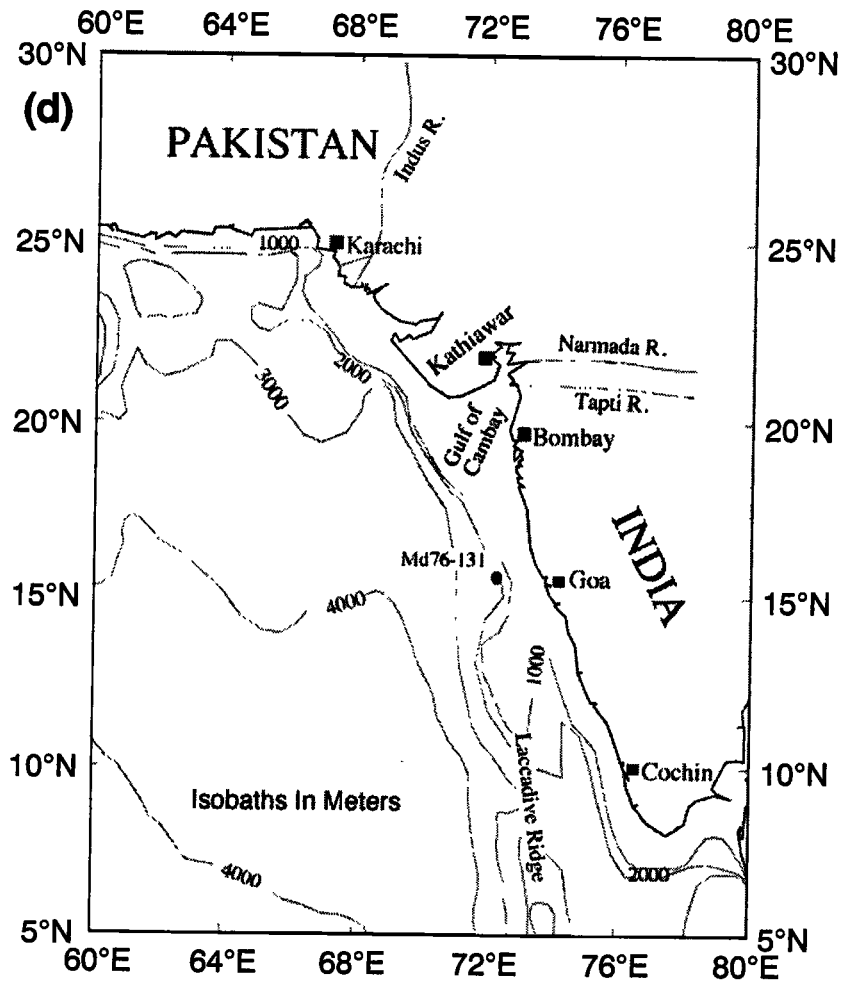 60°E 64°E 68°E 72°E 76°E 80°E
30°N 30°N
(d)
PAKISTAN
Indus R.
25°N 1000 Karachi 25°N
Kathiawar
Narmada R.
2000
3000
Tapti R.
20°N 20°N
Gulf of
Cambay
Bombay
INDIA
Md76-131
Goa
15°N 15°N
4000
1000
Laccadive Ridge
10°N Cochin 10°N
Isobaths In Meters
4000
2000
5°N 5°N
60°E 64°E 68°E 72°E 76°E 80°E